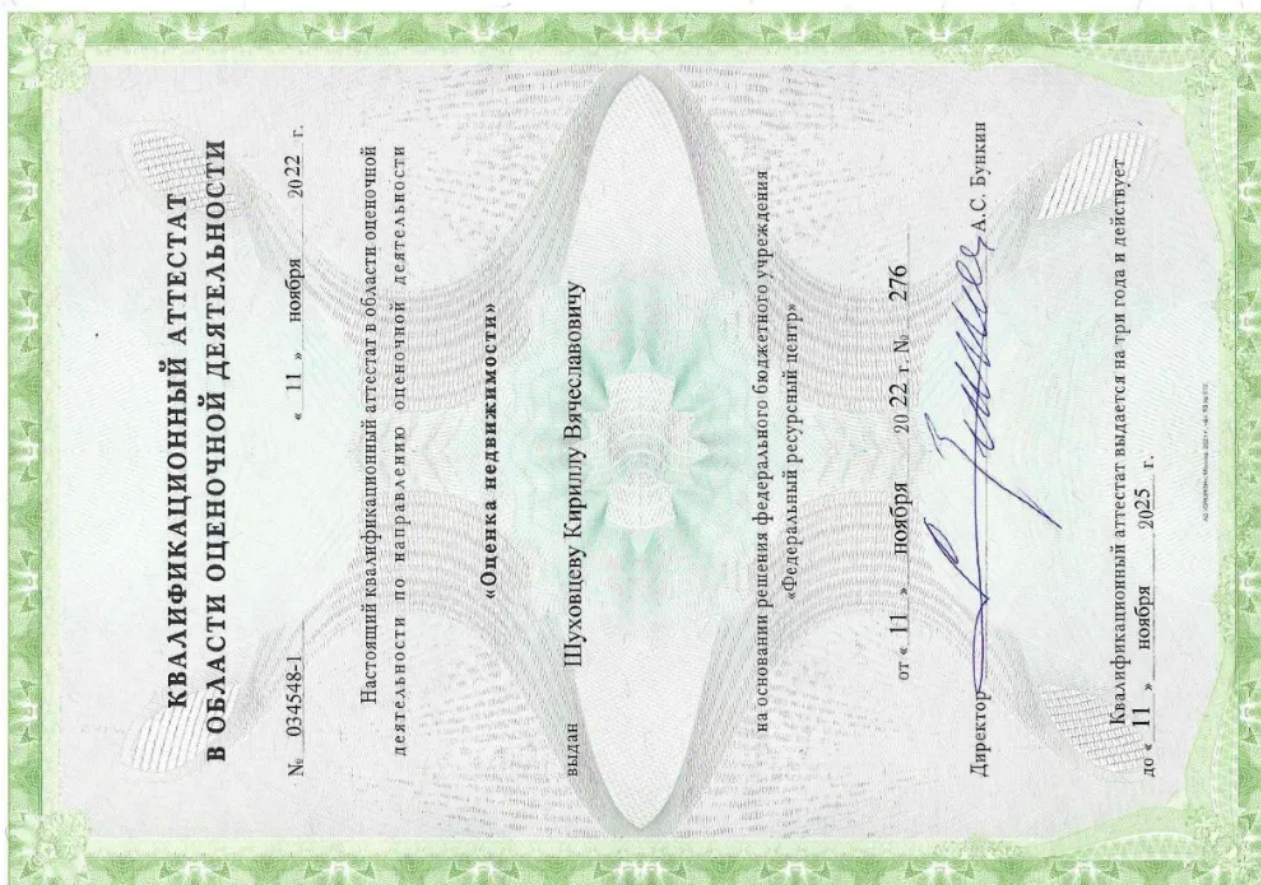 КВАЛИФИКАЦИОННЫЙ АТТЕСТАТ
В ОБЛАСТИ ОЦЕНОЧНОЙ ДЕЯТЕЛЬНОСТИ
№ 034548-1 « 11 » ноября 2022 г.
Настоящий квалификационный аттестат в области оценочной
деятельности по направлению оценочной деятельности
«Оценка недвижимости»
выдан Шуховцеву Кириллу Вячеславовичу
на основании решения федерального бюджетного учреждения
«Федеральный ресурсный центр»
от « 11 » ноября 20 22 г. № 276
Директор А.С. Бункин
Квалификационный аттестат выдается на три года и действует
до « 11 » ноября 2025 г.